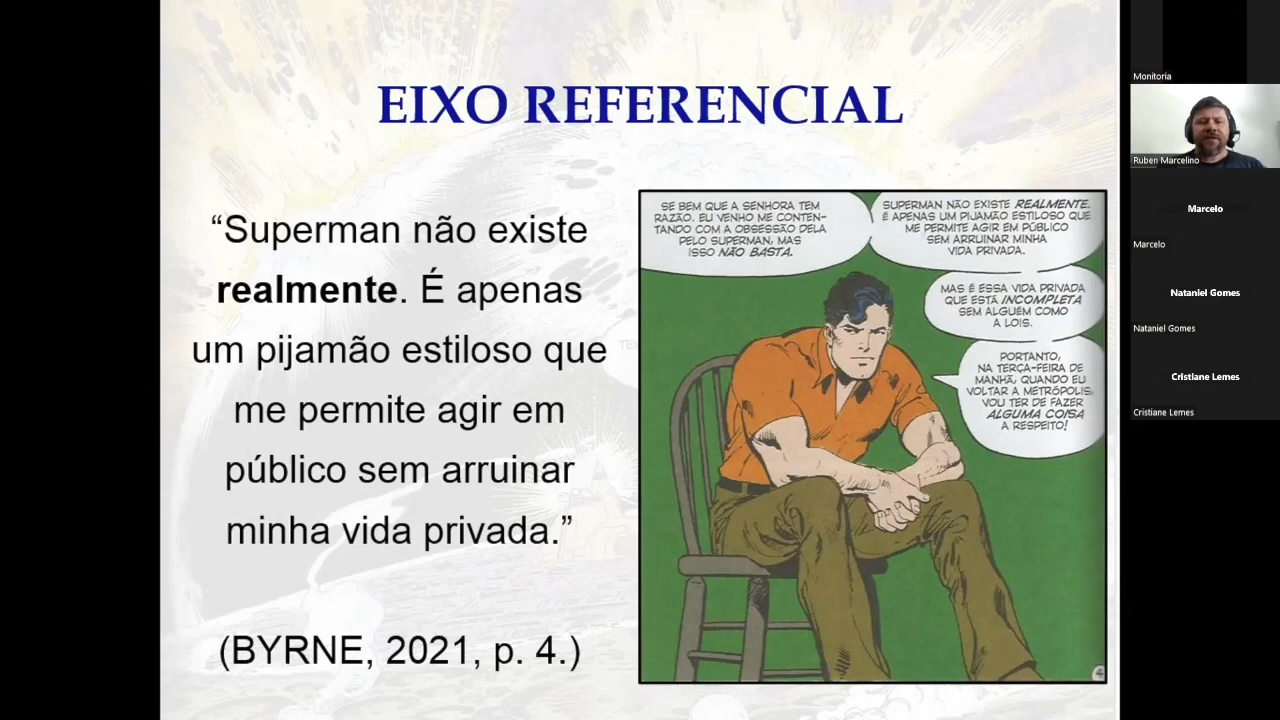 EIXO REFERENCIAL
“Superman não existe
realmente. É apenas
um pijamão estiloso que
me permite agir em
público sem arruinar
minha vida privada.”
(BYRNE, 2021, p. 4.)
SE BEM QUE A SENHORA TEM
RAZÃO. EU VENHO ME CONTEN-
TANDO COM A OBSESSÃO DELA
PELO SUPERMAN, MAS
ISSO NÃO BASTA.
SUPERMAN NÃO EXISTE REALMENTE.
É APENAS UM PIJAMÃO ESTILOSO QUE
ME PERMITE AGIR EM PÚBLICO
SEM ARRUINAR MINHA
VIDA PRIVADA.
MAS É ESSA VIDA PRIVADA
QUE ESTÁ INCOMPLETA
SEM ALGUÉM COMO
A LOIS.
PORTANTO,
NA TERÇA-FEIRA DE
MANHÃ, QUANDO EU
VOLTAR A METRÓPOLIS,
VOU TER DE FAZER
ALGUMA COISA
A RESPEITO!
4
Monitoria
Ruben Marcelino
Marcelo
Marcelo
Nataniel Gomes
Nataniel Gomes
Cristiane Lemes
Cristiane Lemes